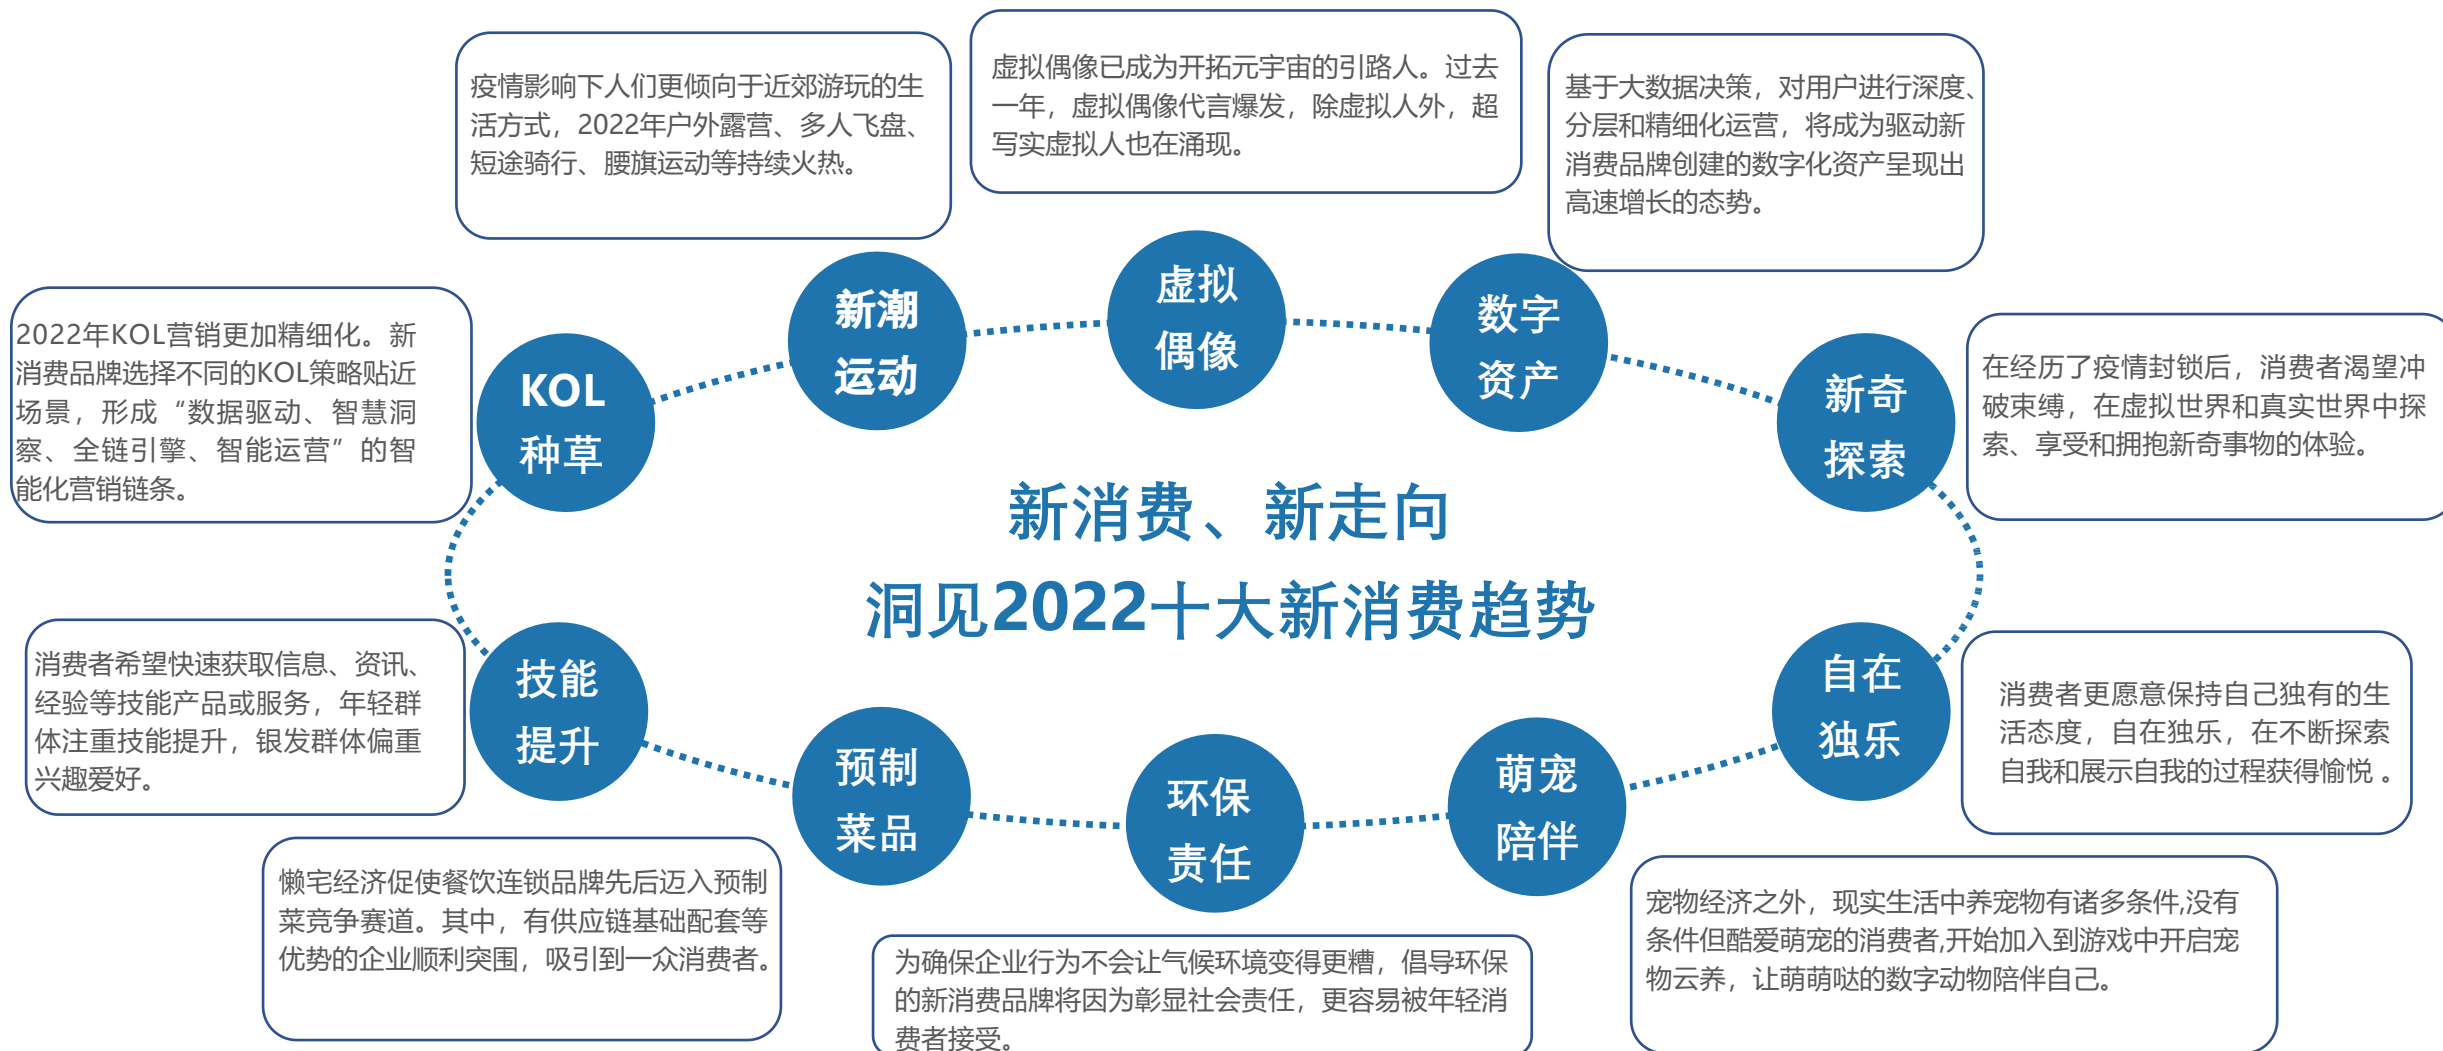 疫情影响下人们更倾向于近郊游玩的生
活方式，2022年户外露营、多人飞盘、
短途骑行、腰旗运动等持续火热。
虚拟偶像已成为开拓元宇宙的引路人。过去
一年，虚拟偶像代言爆发，除虚拟人外，超
写实虚拟人也在涌现。
基于大数据决策，对用户进行深度、
分层和精细化运营，将成为驱动新
消费品牌创建的数字化资产呈现出
高速增长的态势。
2022年KOL营销更加精细化。新
消费品牌选择不同的KOL策略贴近
场景，形成“数据驱动、智慧洞
察、全链引擎、智能运营”的智
能化营销链条。
KOL
种草
新潮
运动
虚拟
偶像
数字
资产
新奇
探索
在经历了疫情封锁后，消费者渴望冲
破束缚，在虚拟世界和真实世界中探
索、享受和拥抱新奇事物的体验。
新消费、新走向
洞见2022十大新消费趋势
消费者希望快速获取信息、资讯、
经验等技能产品或服务，年轻群
体注重技能提升，银发群体偏重
兴趣爱好。
技能
提升
预制
菜品
环保
责任
萌宠
陪伴
自在
独乐
消费者更愿意保持自己独有的生
活态度，自在独乐，在不断探索
自我和展示自我的过程获得愉悦 。
懒宅经济促使餐饮连锁品牌先后迈入预制
菜竞争赛道。其中，有供应链基础配套等
优势的企业顺利突围，吸引到一众消费者。
为确保企业行为不会让气候环境变得更糟，倡导环保
的新消费品牌将因为彰显社会责任，更容易被年轻消
费者接受。
宠物经济之外，现实生活中养宠物有诸多条件,没有
条件但酷爱萌宠的消费者,开始加入到游戏中开启宠
物云养，让萌萌哒的数字动物陪伴自己。